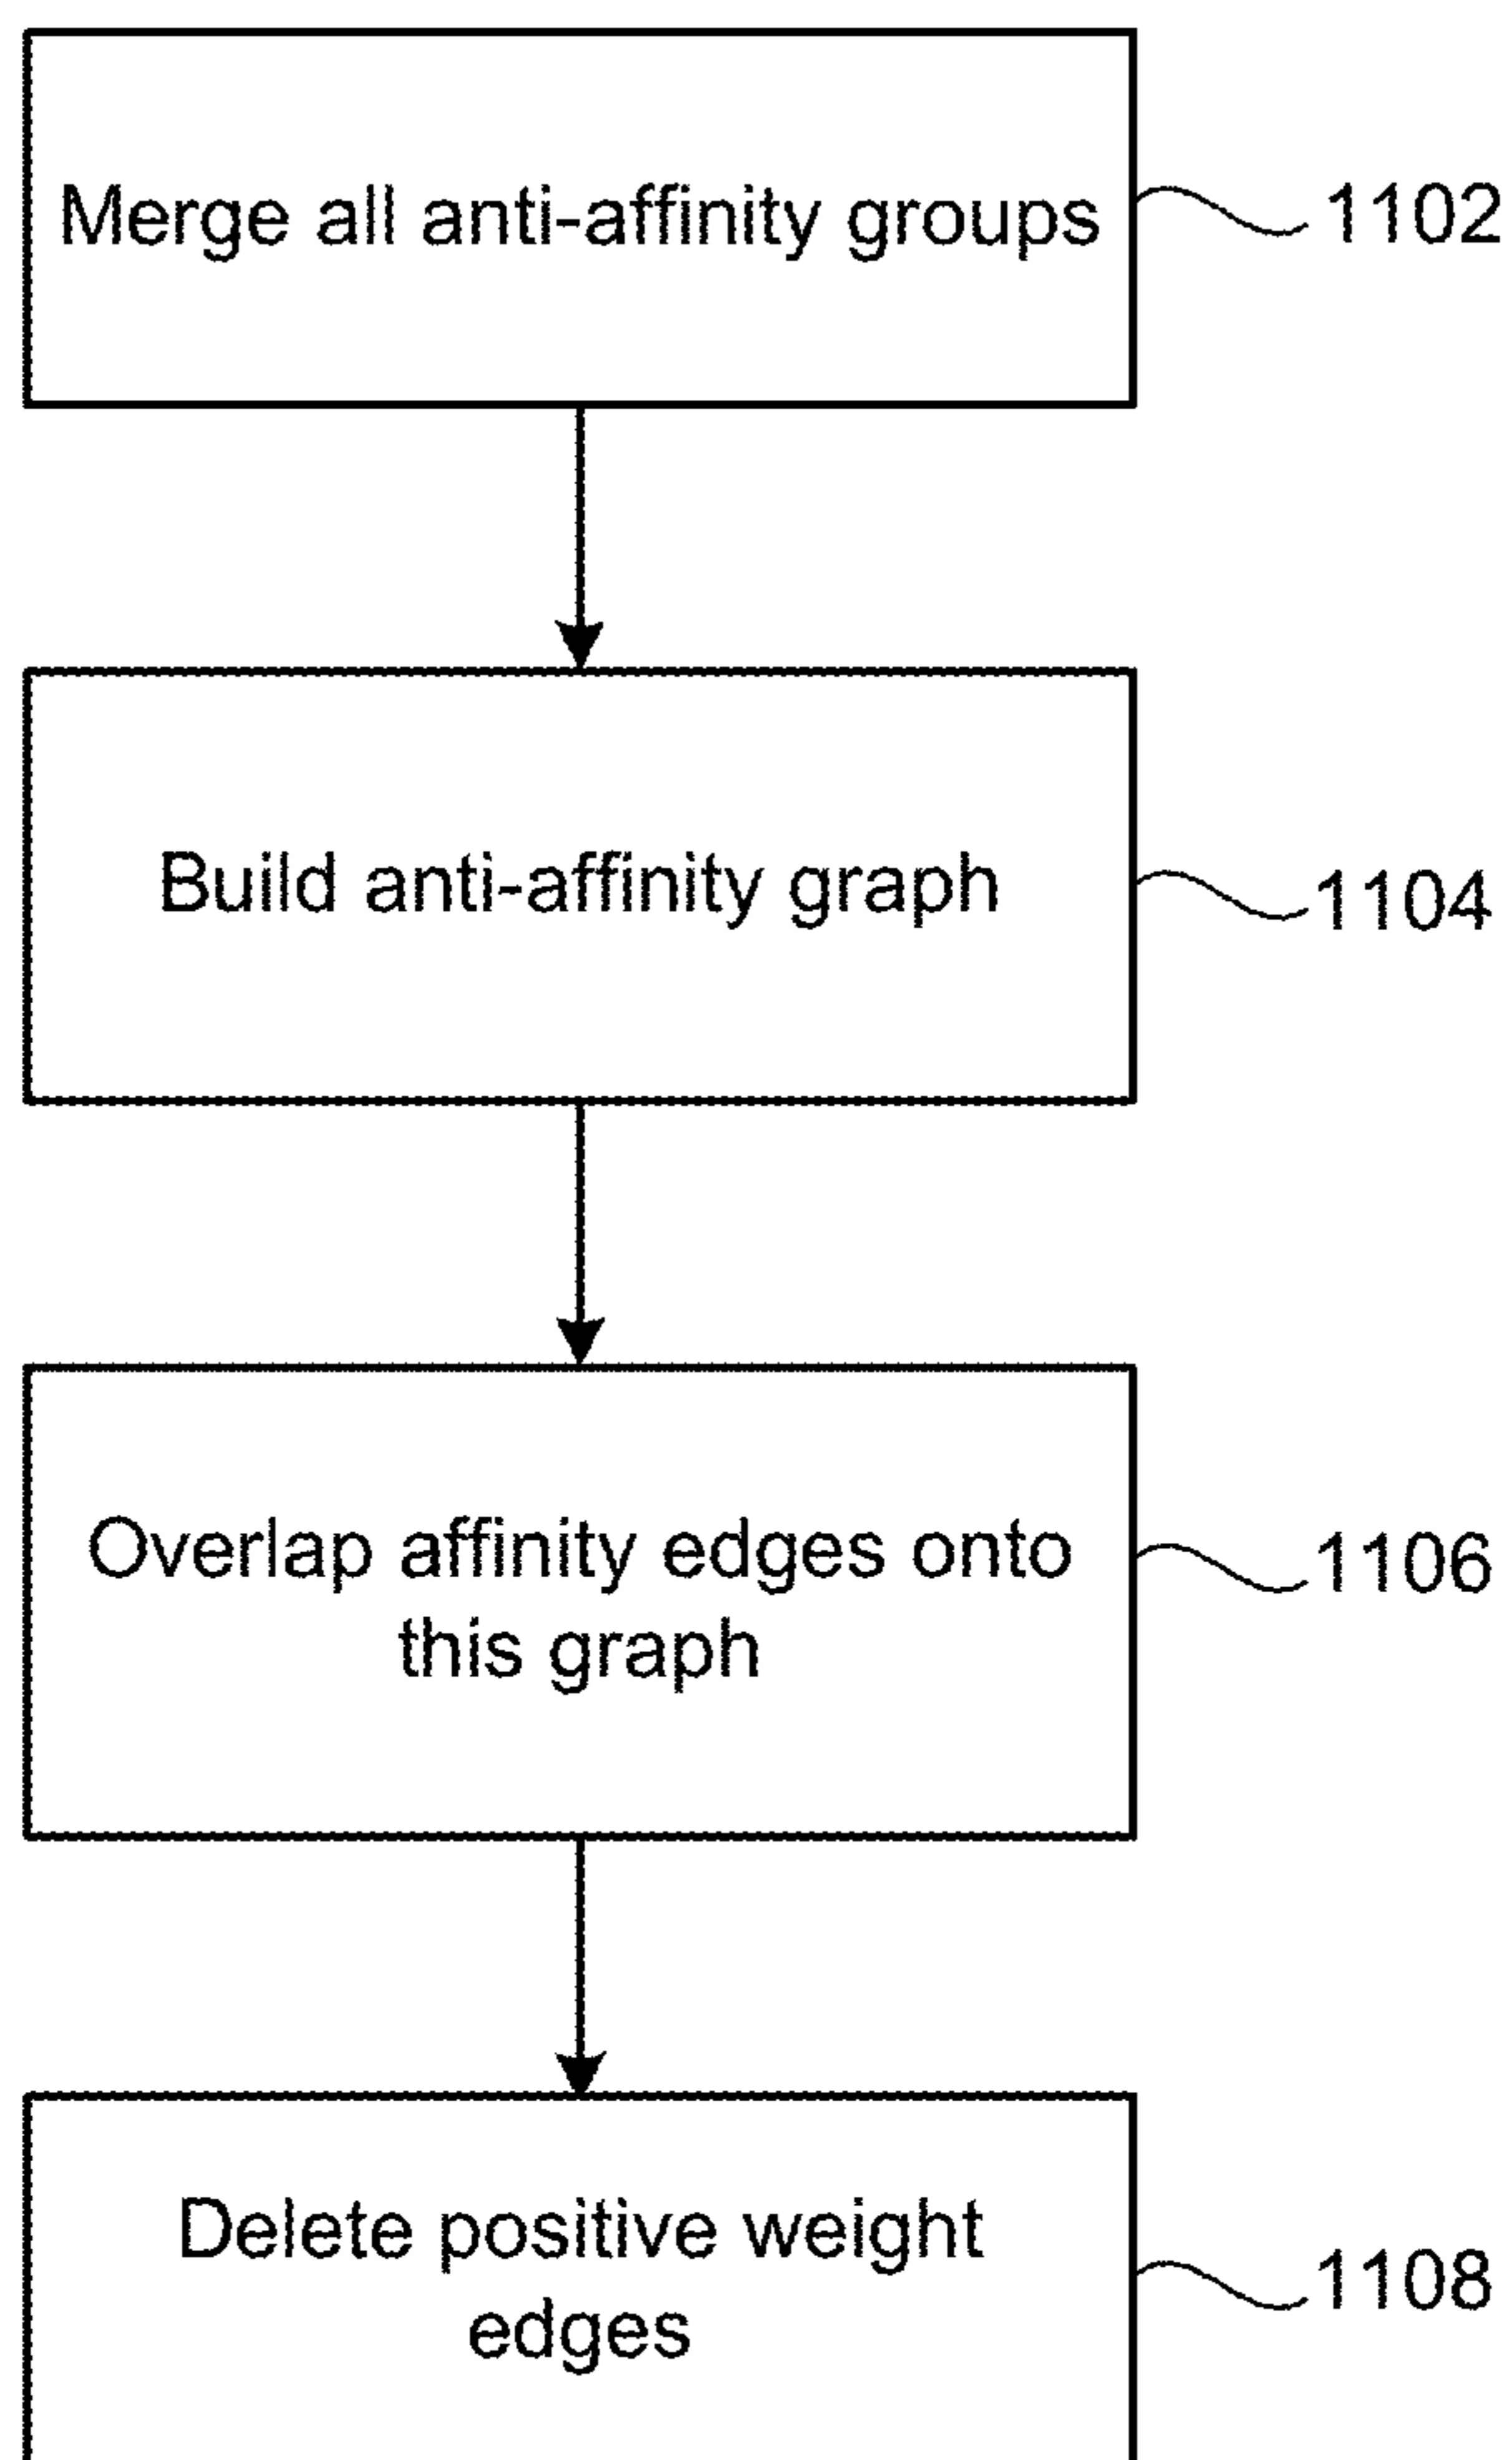 Merge all anti-affinity groups
1102
Build anti-affinity graph
1104
Overlap affinity edges onto
this graph
1106
Delete positive weight
edges
1108